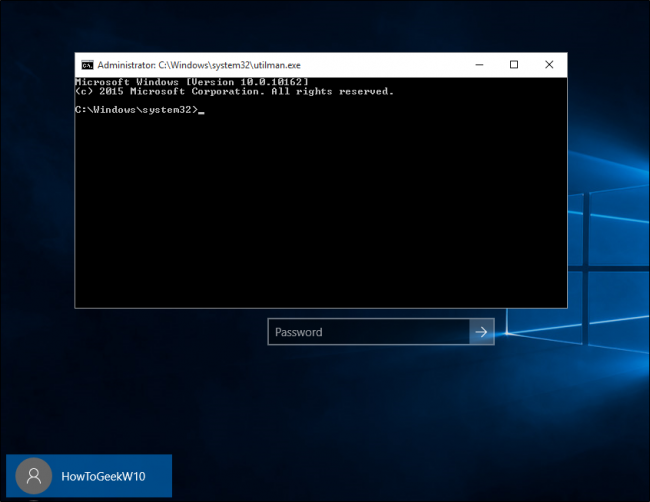 Administrator: C:\Windows\system32\utilman.exe
Microsoft Windows [Version 10.0.10162]
(c) 2015 Microsoft Corporation. All rights reserved.
C:\Windows\system32>_
Password
HowToGeekW10